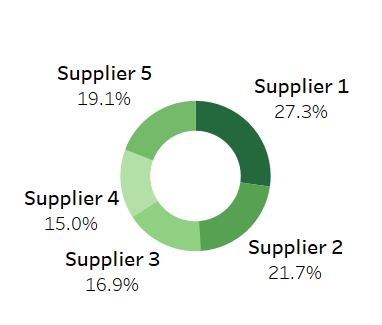 Supplier 5
19.1%
Supplier 1
27.3%
Supplier 4
15.0%
Supplier 3
16.9%
Supplier 2
21.7%